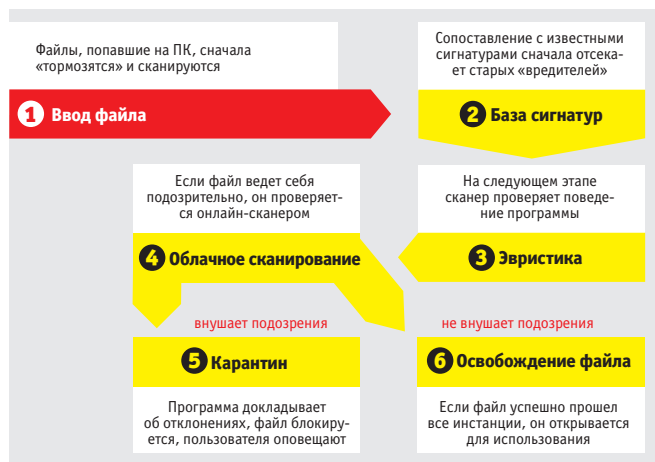 Файлы, попавшие на ПК, сначала
«тормозятся» и сканируются
1 Ввод файла
Сопоставление с известными
сигнатурами сначала отсека-
ет старых «вредителей»
2 База сигнатур
На следующем этапе
сканер проверяет поведе-
ние программы
3 Эвристика
Если файл ведет себя
подозрительно, он проверяет-
ся онлайн-сканером
4 Облачное сканирование
внушает подозрения
5 Карантин
Программа докладывает
об отклонениях, файл блокиру-
ется, пользователя оповещают
не внушает подозрения
6 Освобождение файла
Если файл успешно прошел
все инстанции, он открывается
для использования